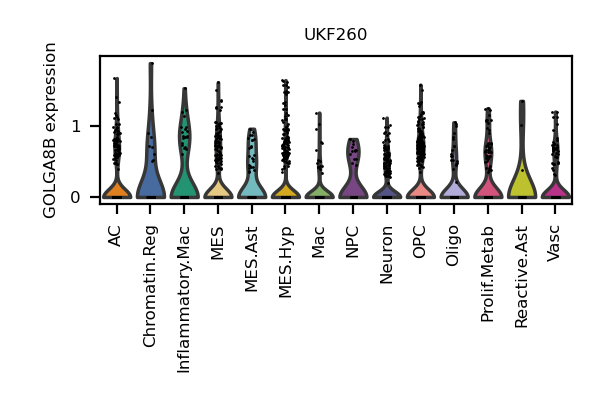 UKF260
GOLGA8B expression
1
0
AC
Chromatin.Reg
Inflammatory.Mac
MES
MES.Ast
MES.Hyp
Mac
NPC
Neuron
OPC
Oligo
Prolif.Metab
Reactive.Ast
Vasc